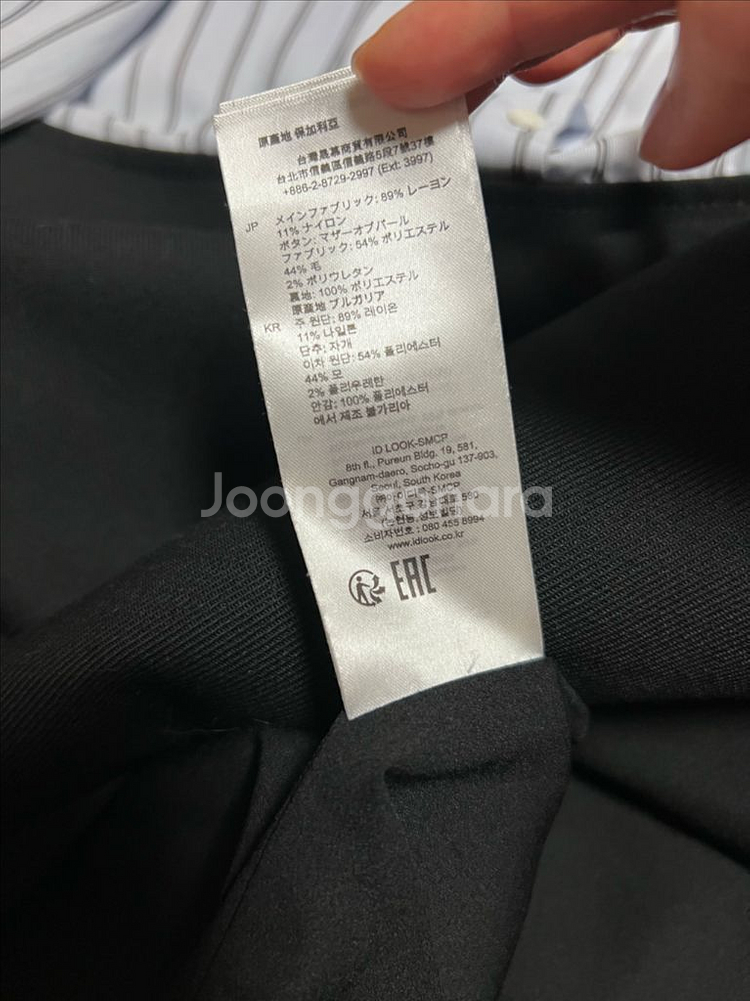 原產地 保加利亞
台灣晟慕商貿有限公司
台北市信義區信義路5段7號37樓
+886-2-8729-2997 (Ext: 3997)
JP メインファブリック: 89% レーヨン
11% ナイロン
ボタン: マザーオブパール
ファブリック: 54% ポリエステル
44% 毛
2% ポリウレタン
裏地: 100% ポリエステル
原産地 ブルガリア
KR 주 원단: 89% 레이온
11% 나일론
단추: 자개
이차 원단: 54% 폴리에스터
44% 모
2% 폴리우레탄
안감: 100% 폴리에스터
에서 제조 불가리아
ID LOOK-SMCP
8th fl., Pureun Bldg. 19, 581,
Gangnam-daero, Socho-gu 137-903,
Seoul, South Korea
Joonggonara
소비자번호 : 080 455 8994
www.idlook.co.kr
EAC